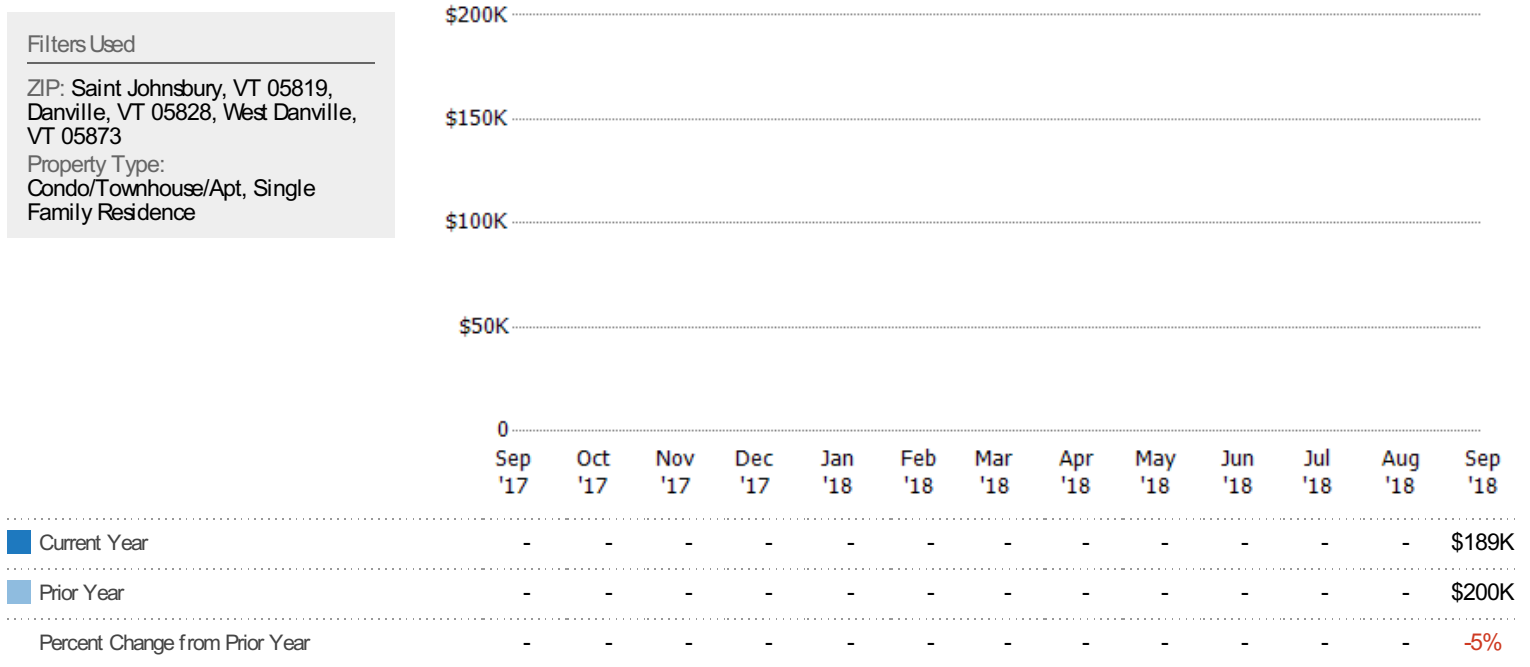 Filters Used
ZIP: Saint Johnsbury, VT 05819,
Danville, VT 05828, West Danville,
VT 05873
Property Type:
Condo/Townhouse/Apt, Single
Family Residence
$200K
$150K
$100K
$50K
0
Sep Oct Nov Dec Jan Feb Mar Apr May Jun Jul Aug Sep
'17 '17 '17 '17 '18 '18 '18 '18 '18 '18 '18 '18 '18
Current Year - - - - - - - - - - - - $189K
Prior Year - - - - - - - - - - - - $200K
Percent Change from Prior Year - - - - - - - - - - - - -5%